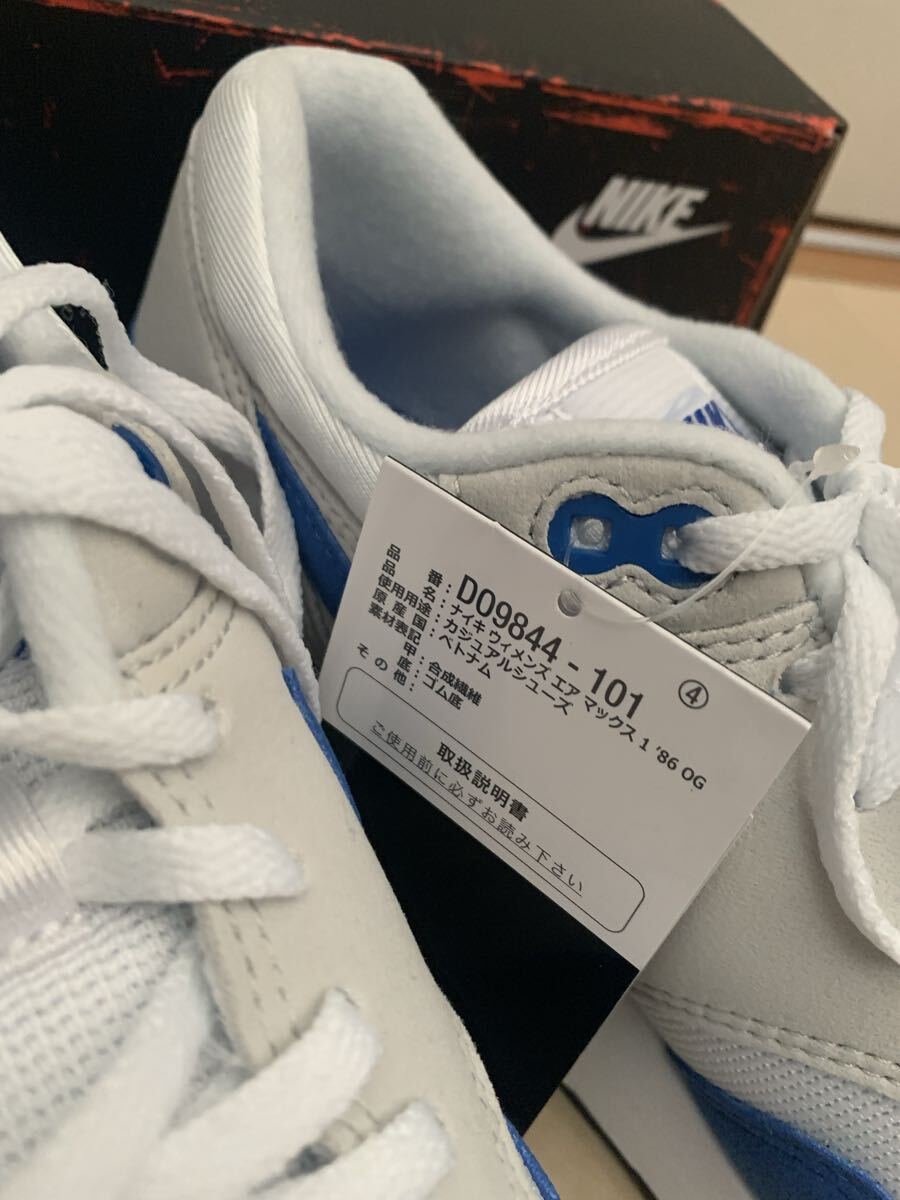 NIKE
品番：DO9844-101 ④
品名：ナイキ ウィメンズ エア マックス 1 '86 OG
使用用途：カジュアルシューズ
原産国：ベトナム
素材表記
甲：合成繊維
底：ゴム底
その他：
取扱説明書
ご使用前に必ずお読み下さい